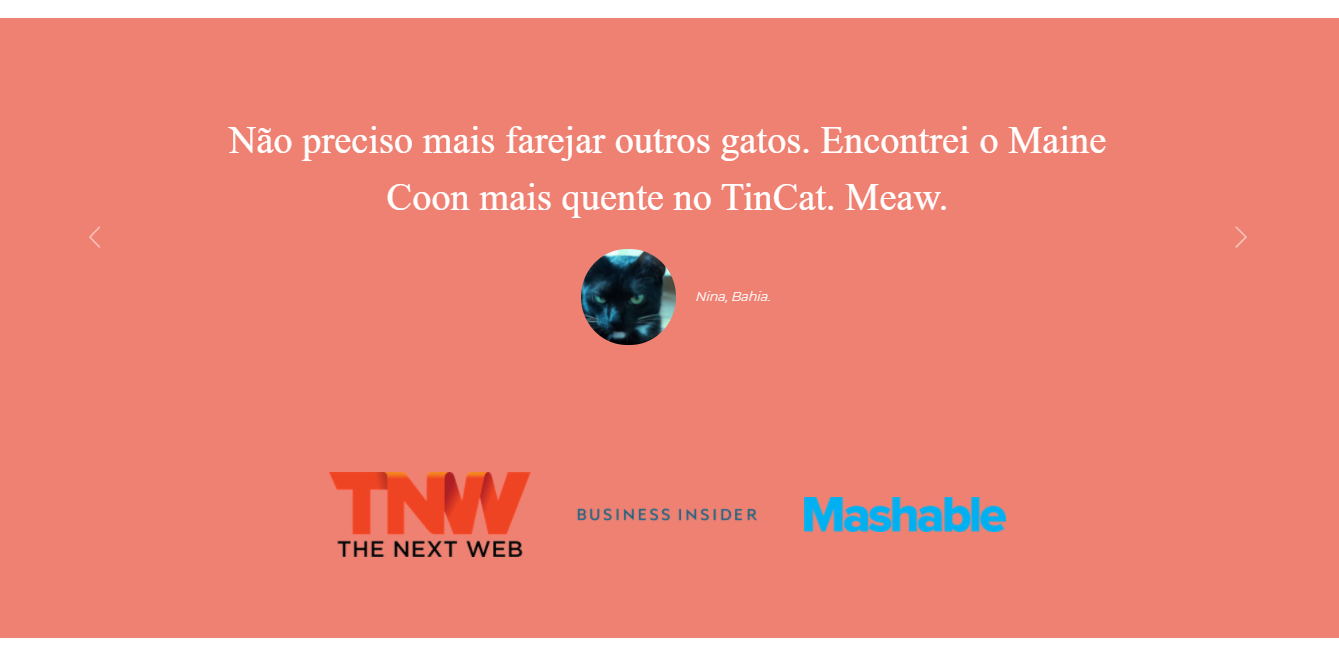 Não preciso mais farejar outros gatos. Encontrei o Maine
Coon mais quente no TinCat. Meaw.
Nina, Bahia.
TNW
THE NEXT WEB
BUSINESS INSIDER
Mashable